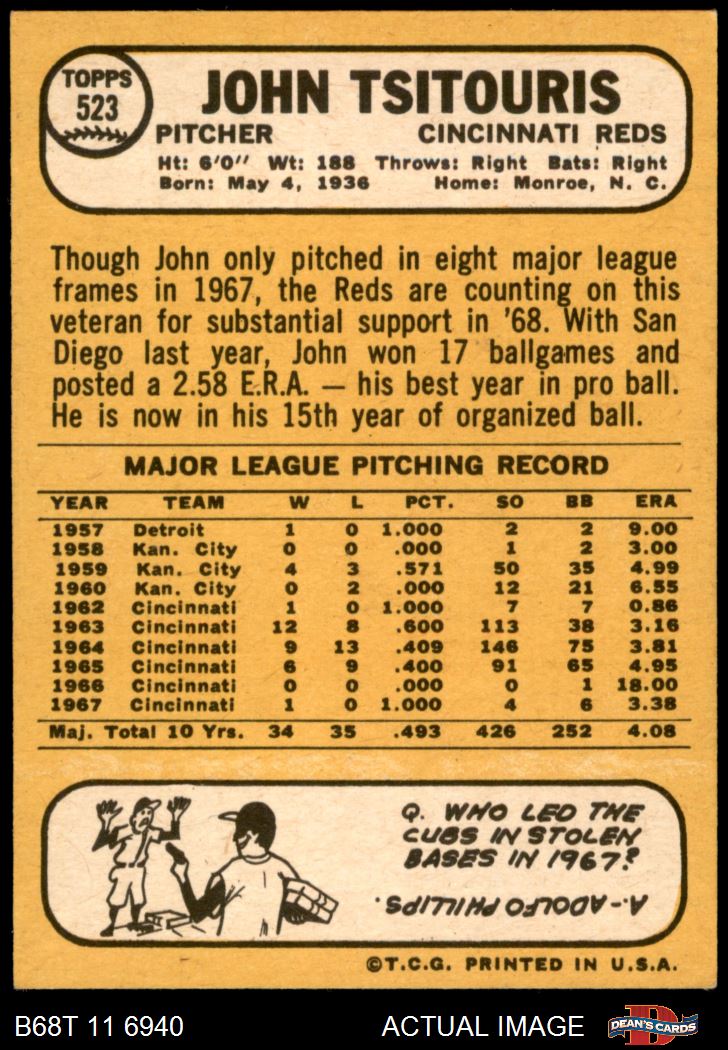 TOPPS
523
JOHN TSITOURIS
PITCHER CINCINNATI REDS
Ht: 6'0" Wt: 188 Throws: Right Bats: Right
Born: May 4, 1936 Home: Monroe, N. C.
Though John only pitched in eight major league
frames in 1967, the Reds are counting on this
veteran for substantial support in '68. With San
Diego last year, John won 17 ballgames and
posted a 2.58 E.R.A. — his best year in pro ball.
He is now in his 15th year of organized ball.
MAJOR LEAGUE PITCHING RECORD
YEAR TEAM W L PCT. SO BB ERA
1957 Detroit 1 0 1.000 2 2 9.00
1958 Kan. City 0 0 .000 1 2 3.00
1959 Kan. City 4 3 .571 50 35 4.99
1960 Kan. City 0 2 .000 12 21 6.55
1962 Cincinnati 1 0 1.000 7 7 0.86
1963 Cincinnati 12 8 .600 113 38 3.16
1964 Cincinnati 9 13 .409 146 75 3.81
1965 Cincinnati 6 9 .400 91 65 4.95
1966 Cincinnati 0 0 .000 0 1 18.00
1967 Cincinnati 1 0 1.000 4 6 3.38
Maj. Total 10 Yrs. 34 35 .493 426 252 4.08
Q. WHO LED THE
CUBS IN STOLEN
BASES IN 1967?
A.- ADOLFO PHILLIPS.
©T.C.G. PRINTED IN U.S.A.
B68T 11 6940 ACTUAL IMAGE DEAN'S CARDS